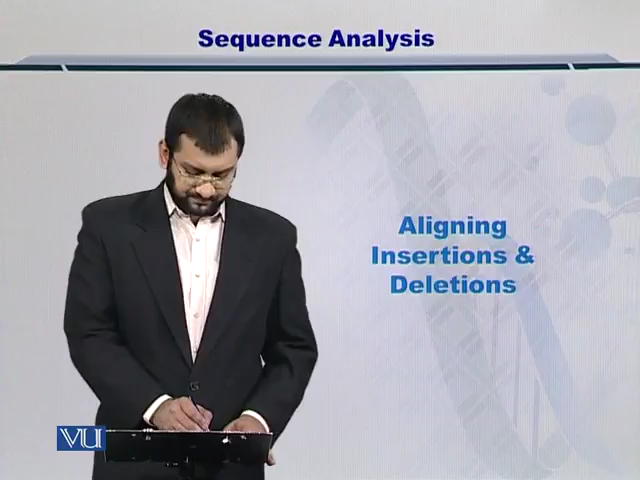 Sequence Analysis
Aligning
Insertions &
Deletions
VU